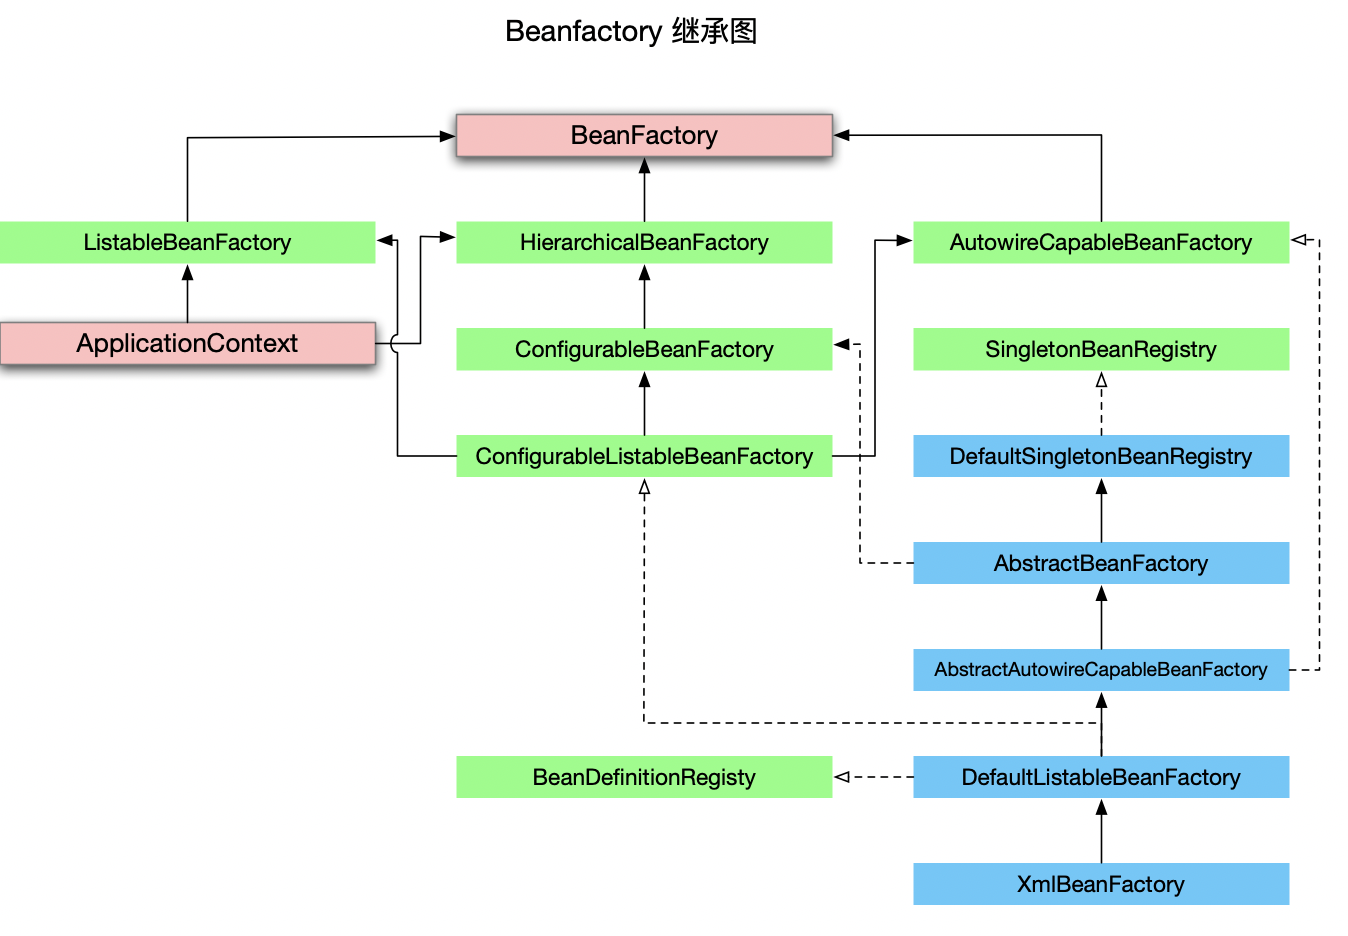 Beanfactory 继承图
BeanFactory
ListableBeanFactory
HierarchicalBeanFactory
AutowireCapableBeanFactory
ApplicationContext
ConfigurableBeanFactory
SingletonBeanRegistry
ConfigurableListableBeanFactory
DefaultSingletonBeanRegistry
AbstractBeanFactory
AbstractAutowireCapableBeanFactory
BeanDefinitionRegisty
DefaultListableBeanFactory
XmlBeanFactory